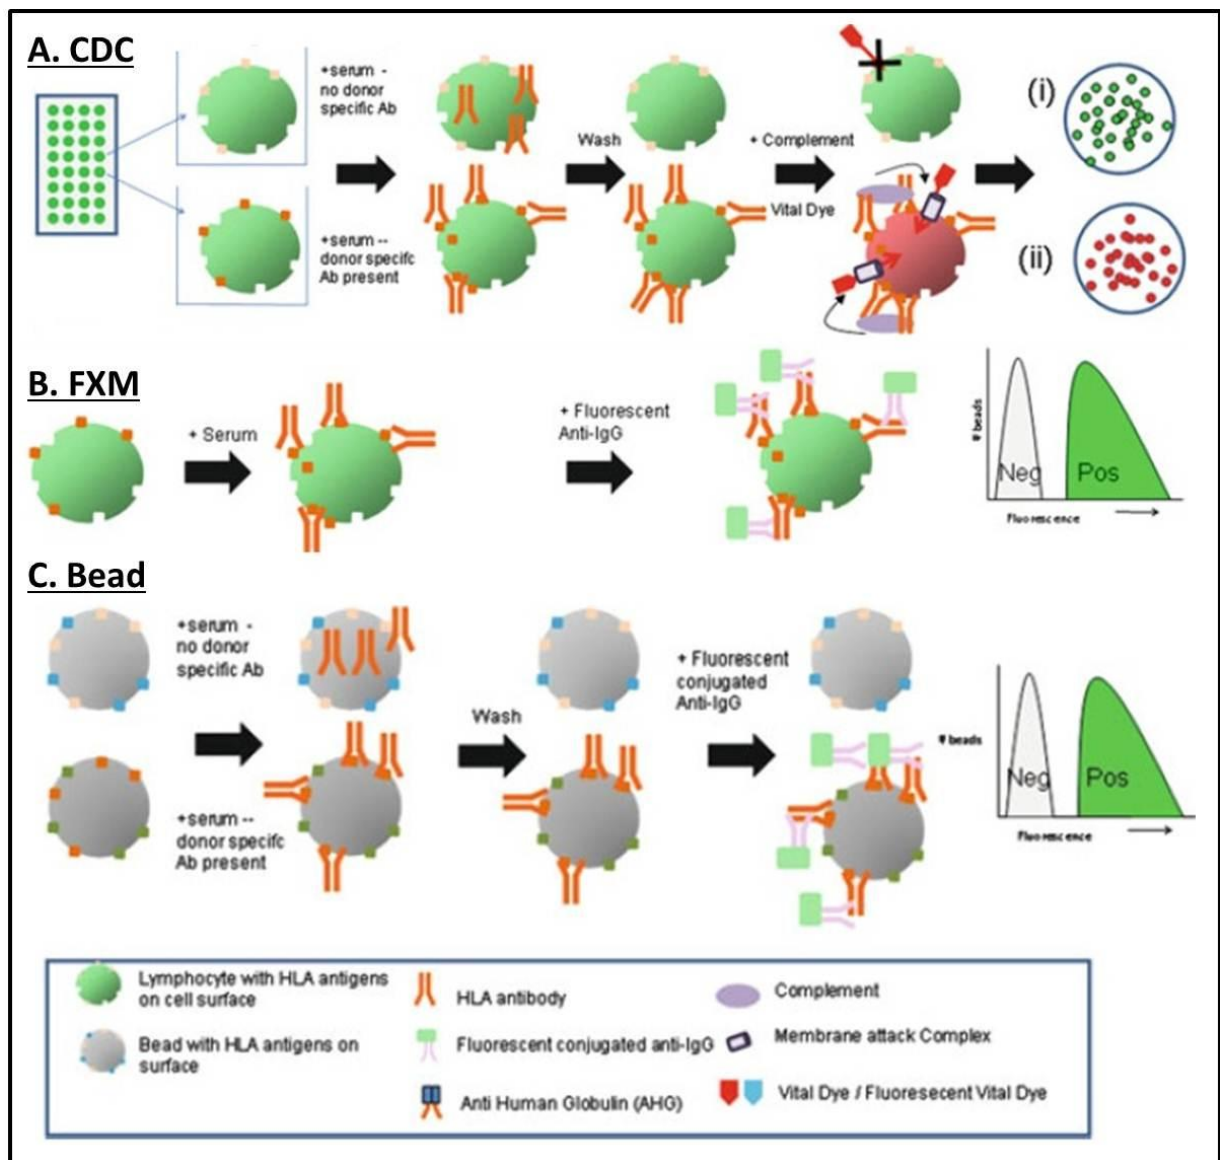 A. CDC
+serum -
no donor
specific Ab
+serum --
donor specifc
Ab present
Wash
+ Complement
Vital Dye
(i)
(ii)
B. FXM
+ Serum
+ Fluorescent
Anti-IgG
# beads
Neg
Pos
Fluorescence
C. Bead
+serum -
no donor
specific Ab
+serum --
donor specifc
Ab present
Wash
+ Fluorescent
conjugated
Anti-IgG
# beads
Neg
Pos
Fluorescence
Lymphocyte with HLA antigens
on cell surface
Bead with HLA antigens on
surface
HLA antibody
Fluorescent conjugated anti-IgG
Anti Human Globulin (AHG)
Complement
Membrane attack Complex
Vital Dye / Fluoresecent Vital Dye